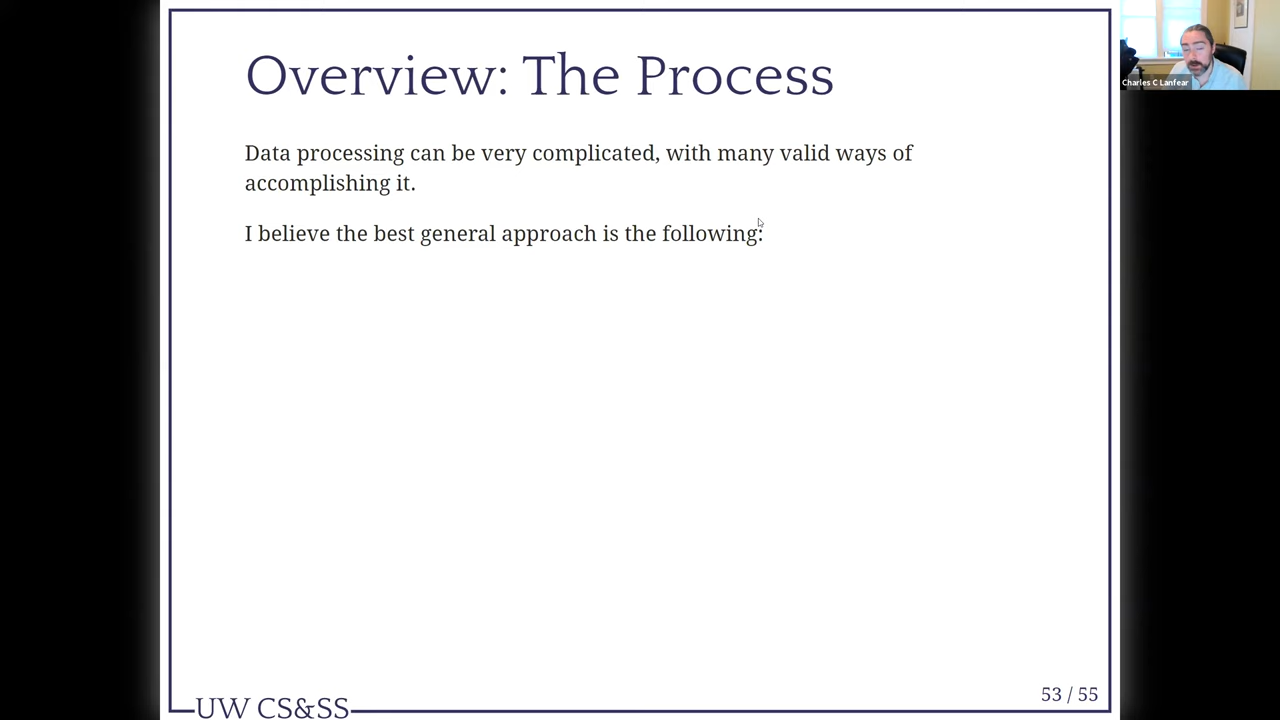 Overview: The Process
Charles C Lanfear
Data processing can be very complicated, with many valid ways of
accomplishing it.
I believe the best general approach is the following:
53 / 55
UW CS&SS